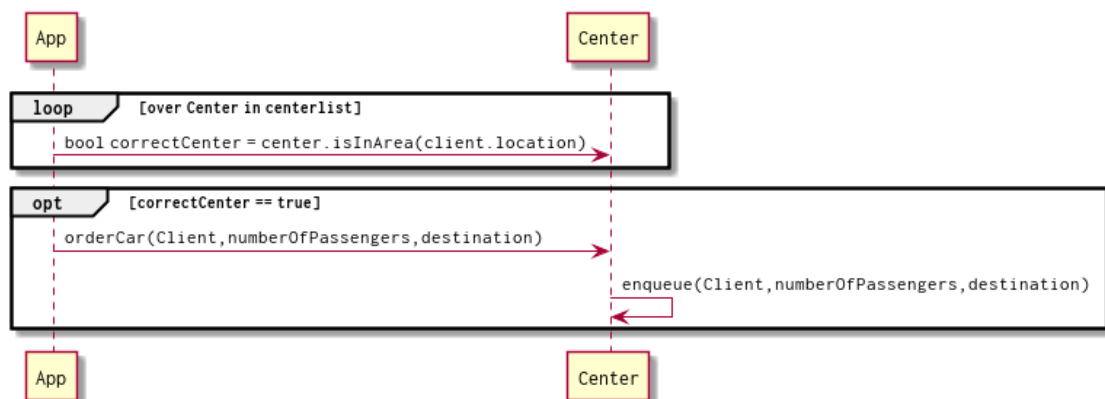 App Center
loop [over Center in centerlist]
bool correctCenter = center.isInArea(client.location)
opt [correctCenter == true]
orderCar(Client,numberOfPassengers,destination)
enqueue(Client,numberOfPassengers,destination)
App Center